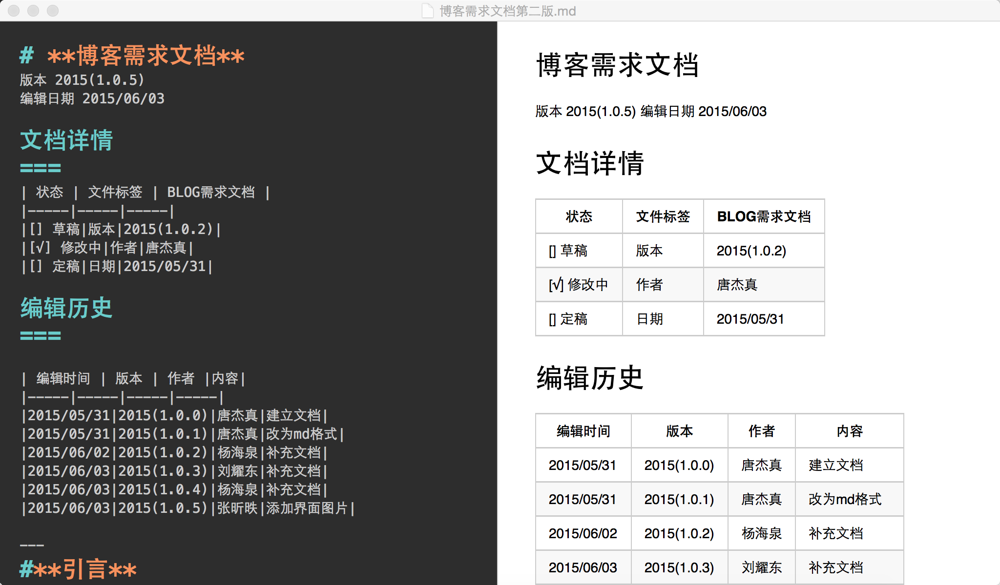 博客需求文档第二版.md
# **博客需求文档**
版本 2015(1.0.5)
编辑日期 2015/06/03
文档详情
===
| 状态 | 文件标签 | BLOG需求文档 |
|-----|-----|-----|
|[] 草稿|版本|2015(1.0.2)|
|[√] 修改中|作者|唐杰真|
|[] 定稿|日期|2015/05/31|
编辑历史
===
| 编辑时间 | 版本 | 作者 |内容|
|-----|-----|-----|-----|
|2015/05/31|2015(1.0.0)|唐杰真|建立文档|
|2015/05/31|2015(1.0.1)|唐杰真|改为md格式|
|2015/06/02|2015(1.0.2)|杨海泉|补充文档|
|2015/06/03|2015(1.0.3)|刘耀东|补充文档|
|2015/06/03|2015(1.0.4)|杨海泉|补充文档|
|2015/06/03|2015(1.0.5)|张昕昳|添加界面图片|
---
#**引言**
博客需求文档
版本 2015(1.0.5) 编辑日期 2015/06/03
文档详情
状态 文件标签 BLOG需求文档
[] 草稿 版本 2015(1.0.2)
[√] 修改中 作者 唐杰真
[] 定稿 日期 2015/05/31
编辑历史
编辑时间 版本 作者 内容
2015/05/31 2015(1.0.0) 唐杰真 建立文档
2015/05/31 2015(1.0.1) 唐杰真 改为md格式
2015/06/02 2015(1.0.2) 杨海泉 补充文档
2015/06/03 2015(1.0.3) 刘耀东 补充文档